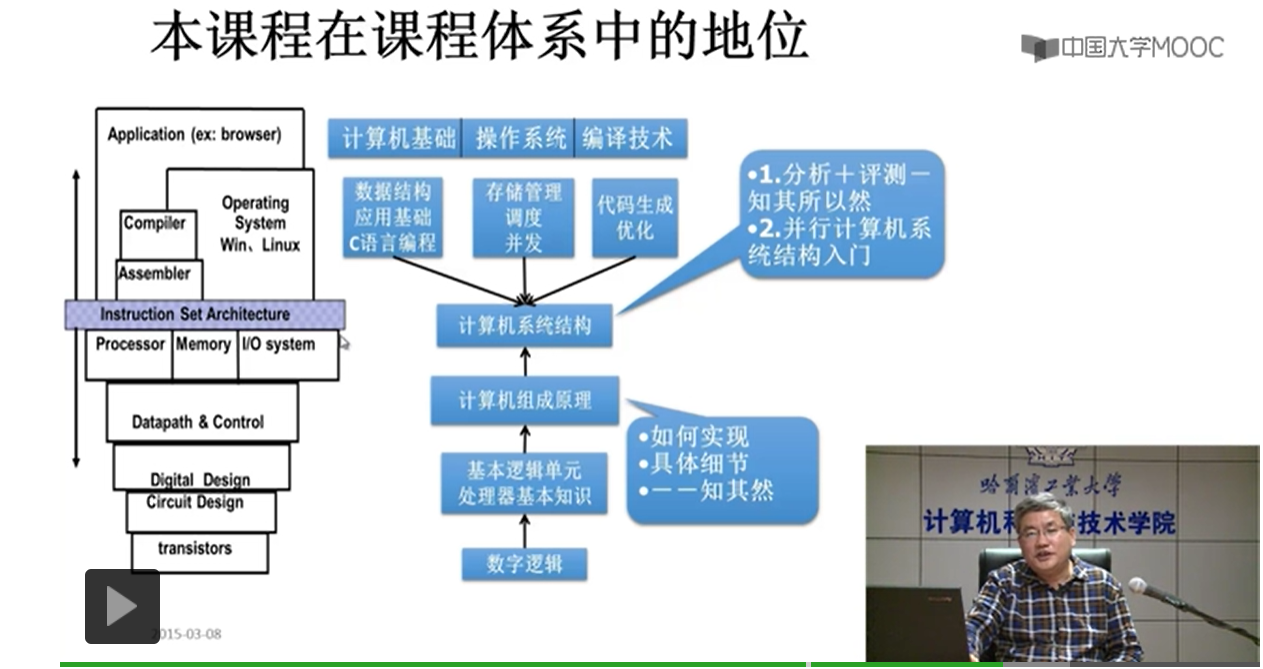 本课程在课程体系中的地位
中国大学MOOC
Application (ex: browser)
Operating
System
Win、Linux
Compiler
Assembler
Instruction Set Architecture
Processor
Memory
I/O system
Datapath & Control
Digital Design
Circuit Design
transistors
计算机基础
操作系统
编译技术
数据结构
应用基础
C语言编程
存储管理
调度
并发
代码生成
优化
•1.分析＋评测－
知其所以然
•2.并行计算机系
统结构入门
计算机系统结构
计算机组成原理
•如何实现
•具体细节
•－－知其然
基本逻辑单元
处理器基本知识
数字逻辑
哈尔滨工业大学
计算机科 技术学院
2015-03-08